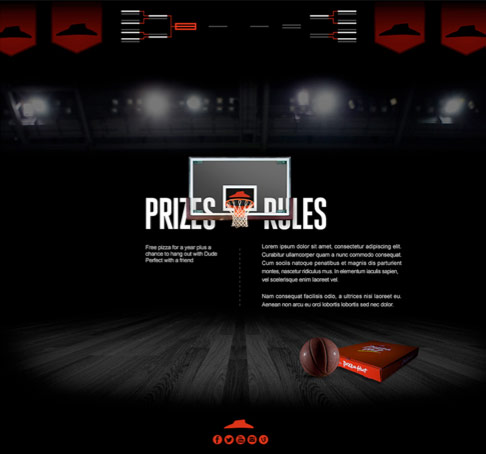 PRIZES RULES
Free pizza for a year plus a
chance to hang out with Dude
Perfect with a friend
Lorem ipsum dolor sit amet, consectetur adipiscing elit.
Curabitur ullamcorper quam a nunc commodo consequat.
Cum sociis natoque penatibus et magnis dis parturient
montes, nascetur ridiculus mus. In elementum iaculis sapien,
vel scelerisque enim laoreet vel
Nam consequat facilisis odio, a ultrices nisl laoreet eu.
Aenean non arcu eu orci lobortis lobortis sed nec dolor.
Pizza Hut